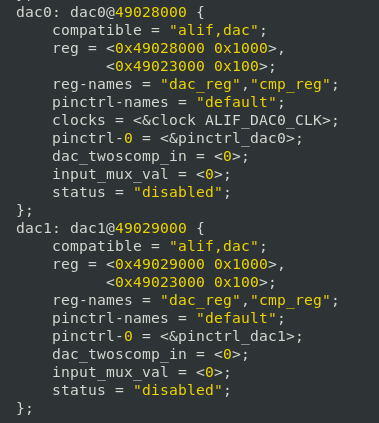 dac0: dac0@49028000 {
compatible = "alif,dac";
reg = <0x49028000 0x1000>,
<0x49023000 0x100>;
reg-names = "dac_reg","cmp_reg";
pinctrl-names = "default";
clocks = <&clock ALIF_DAC0_CLK>;
pinctrl-0 = <&pinctrl_dac0>;
dac_twoscomp_in = <0>;
input_mux_val = <0>;
status = "disabled";
};
dac1: dac1@49029000 {
compatible = "alif,dac";
reg = <0x49029000 0x1000>,
<0x49023000 0x100>;
reg-names = "dac_reg","cmp_reg";
pinctrl-names = "default";
pinctrl-0 = <&pinctrl_dac1>;
dac_twoscomp_in = <0>;
input_mux_val = <0>;
status = "disabled";
};